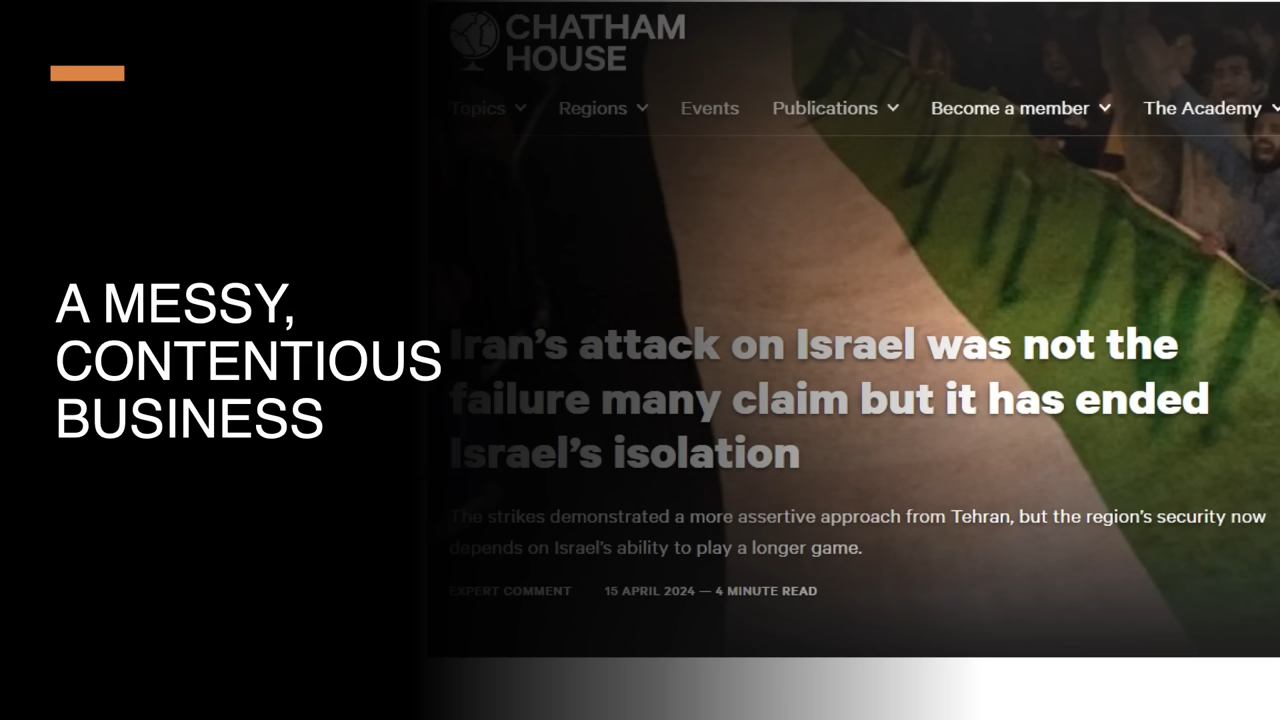 A MESSY,
CONTENTIOUS
BUSINESS
CHATHAM
HOUSE
Topics Regions Events Publications Become a member The Academy
Iran’s attack on Israel was not the
failure many claim but it has ended
Israel’s isolation
The strikes demonstrated a more assertive approach from Tehran, but the region’s security now
depends on Israel’s ability to play a longer game.
EXPERT COMMENT 15 APRIL 2024 — 4 MINUTE READ